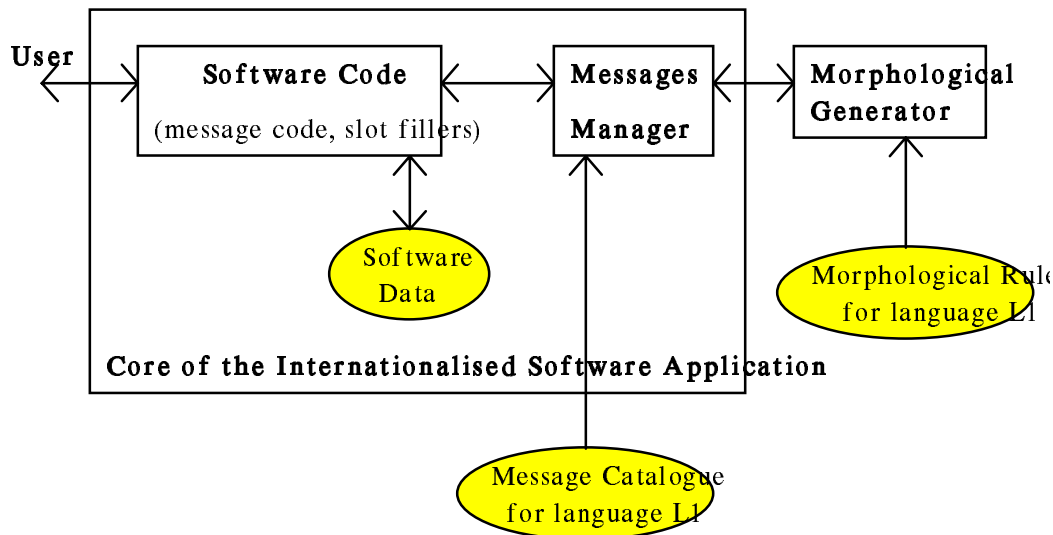 User
Software Code
(message code, slot fillers)
Messages
Manager
Morphological
Generator
Software
Data
Morphological Rule
for language L1
Core of the Internationalised Software Application
Message Catalogue
for language L1